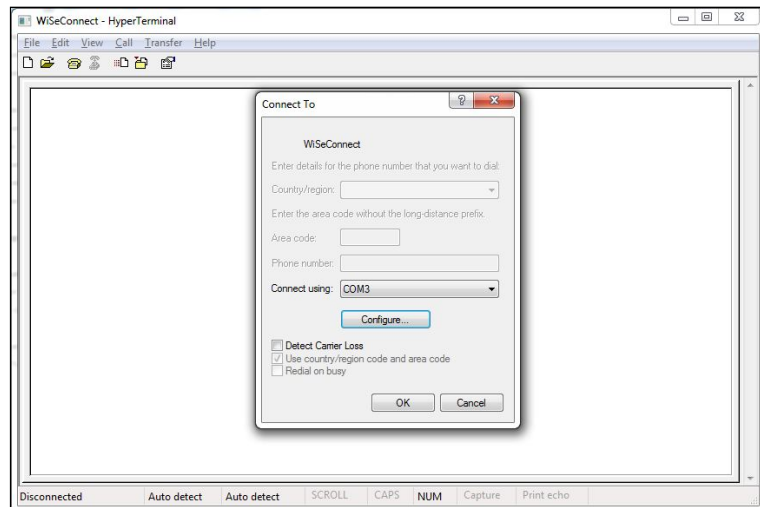 WiSeConnect - HyperTerminal
File Edit View Call Transfer Help
Connect To
WiSeConnect
Enter details for the phone number that you want to dial:
Country/region:
Enter the area code without the long-distance prefix.
Area code:
Phone number:
Connect using: COM3
Configure...
Detect Carrier Loss
Use country/region code and area code
Redial on busy
OK Cancel
Disconnected Auto detect Auto detect SCROLL CAPS NUM Capture Print echo